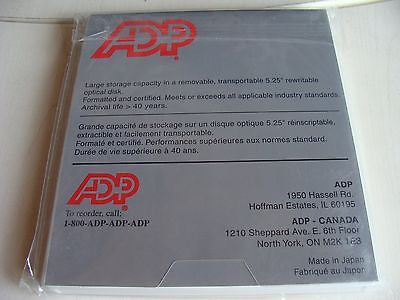 ADP
Large storage capacity in a removable, transportable 5.25" rewritable
optical disk.
Formatted and certified. Meets or exceeds all applicable industry standards.
Archival life > 40 years.
Grande capacité de stockage sur un disque optique 5.25" réinscriptable,
extractible et facilement transportable.
Formaté et certifié. Performances supérieures aux normes standard.
Durée de vie supérieure à 40 ans.
ADP
To reorder, call:
1-800-ADP-ADP-ADP
ADP
1950 Hassell Rd.
Hoffman Estates, IL 60195
ADP - CANADA
1210 Sheppard Ave. E. 6th Floor
North York, ON M2K 1E3
Made in Japan
Fabriqué au Japon